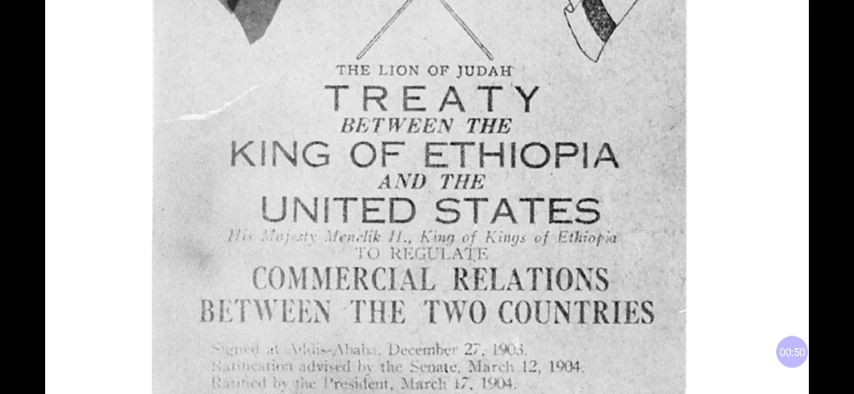 THE LION OF JUDAH
TREATY
BETWEEN THE
KING OF ETHIOPIA
AND THE
UNITED STATES
His Majesty Menelik II., King of Kings of Ethiopia
TO REGULATE
COMMERCIAL RELATIONS
BETWEEN THE TWO COUNTRIES
Signed at Addis-Ababa, December 27, 1903.
Ratification advised by the Senate, March 12, 1904.
Ratified by the President, March 17, 1904.
00:50